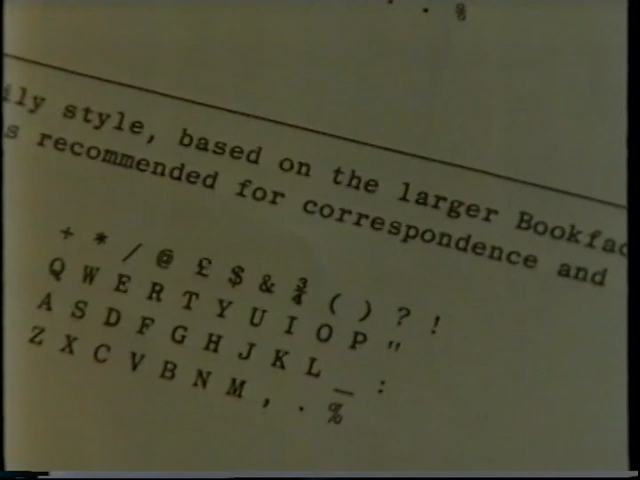 . . %
ily style, based on the larger Bookfac
s recommended for correspondence and
+ * / @ £ $ & ¾ ( ) ? !
Q W E R T Y U I O P "
A S D F G H J K L _ :
Z X C V B N M , . %